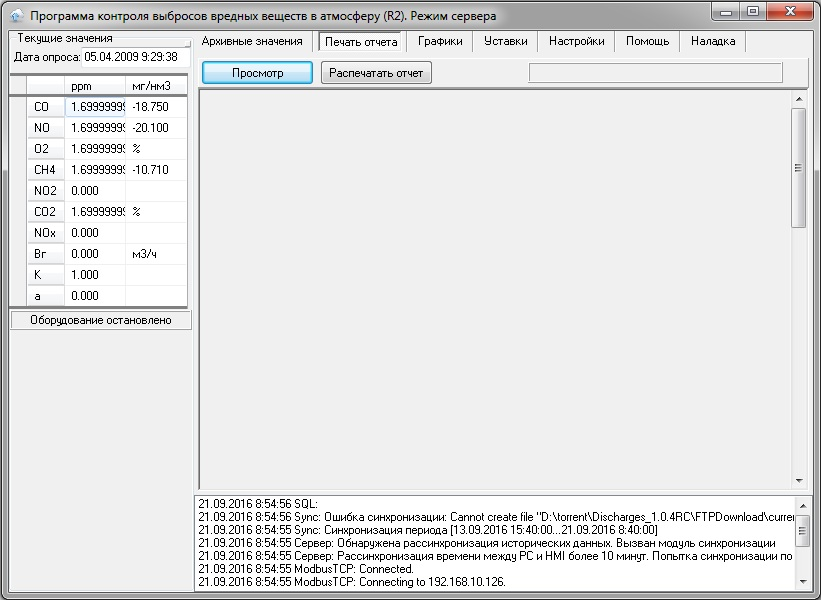 Программа контроля выбросов вредных веществ в атмосферу (R2). Режим сервера
Текущие значения
Дата опроса: 05.04.2009 9:29:38
ppm мг/нм3
CO 1.69999999 -18.750
NO 1.69999999 -20.100
O2 1.69999999 %
CH4 1.69999999 -10.710
NO2 0.000
CO2 1.69999999 %
NOx 0.000
Вг 0.000 м3/ч
K 1.000
a 0.000
Оборудование остановлено
Архивные значения Печать отчета Графики Уставки Настройки Помощь Наладка
Просмотр Распечатать отчет
21.09.2016 8:54:56 SQL:
21.09.2016 8:54:56 Sync: Ошибка синхронизации: Cannot create file "D:\torrent\Discharges_1.0.4RC\FTPDownload\curre
21.09.2016 8:54:55 Sync: Синхронизация периода [13.09.2016 15:40:00...21.09.2016 8:40:00]
21.09.2016 8:54:55 Сервер: Обнаружена рассинхронизация исторических данных. Вызван модуль синхронизации
21.09.2016 8:54:55 Сервер: Рассинхронизация времени между PC и HMI более 10 минут. Попытка синхронизации по
21.09.2016 8:54:55 ModbusTCP: Connected.
21.09.2016 8:54:55 ModbusTCP: Connecting to 192.168.10.126.